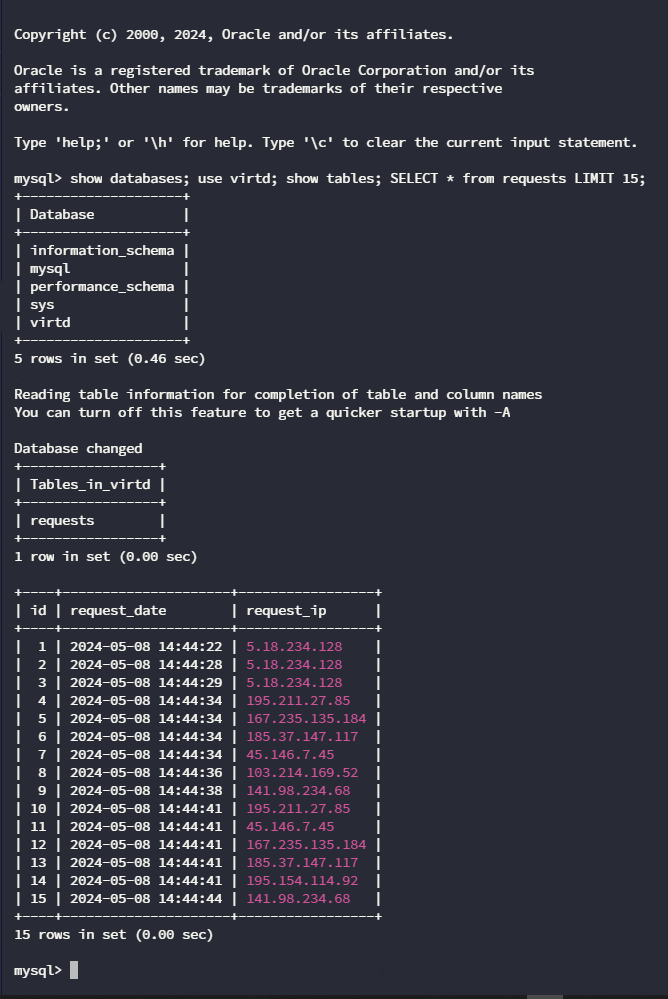 Copyright (c) 2000, 2024, Oracle and/or its affiliates.
Oracle is a registered trademark of Oracle Corporation and/or its
affiliates. Other names may be trademarks of their respective
owners.
Type 'help;' or '\h' for help. Type '\c' to clear the current input statement.
mysql> show databases; use virtd; show tables; SELECT * from requests LIMIT 15;
+--------------------+
| Database           |
+--------------------+
| information_schema |
| mysql              |
| performance_schema |
| sys                |
| virtd              |
+--------------------+
5 rows in set (0.46 sec)
Reading table information for completion of table and column names
You can turn off this feature to get a quicker startup with -A
Database changed
+-----------------+
| Tables_in_virtd |
+-----------------+
| requests        |
+-----------------+
1 row in set (0.00 sec)
+----+---------------------+-----------------+
| id | request_date        | request_ip      |
+----+---------------------+-----------------+
|  1 | 2024-05-08 14:44:22 | 5.18.234.128    |
|  2 | 2024-05-08 14:44:28 | 5.18.234.128    |
|  3 | 2024-05-08 14:44:29 | 5.18.234.128    |
|  4 | 2024-05-08 14:44:34 | 195.211.27.85   |
|  5 | 2024-05-08 14:44:34 | 167.235.135.184 |
|  6 | 2024-05-08 14:44:34 | 185.37.147.117  |
|  7 | 2024-05-08 14:44:34 | 45.146.7.45     |
|  8 | 2024-05-08 14:44:36 | 103.214.169.52  |
|  9 | 2024-05-08 14:44:38 | 141.98.234.68   |
| 10 | 2024-05-08 14:44:41 | 195.211.27.85   |
| 11 | 2024-05-08 14:44:41 | 45.146.7.45     |
| 12 | 2024-05-08 14:44:41 | 167.235.135.184 |
| 13 | 2024-05-08 14:44:41 | 185.37.147.117  |
| 14 | 2024-05-08 14:44:41 | 195.154.114.92  |
| 15 | 2024-05-08 14:44:44 | 141.98.234.68   |
+----+---------------------+-----------------+
15 rows in set (0.00 sec)
mysql>